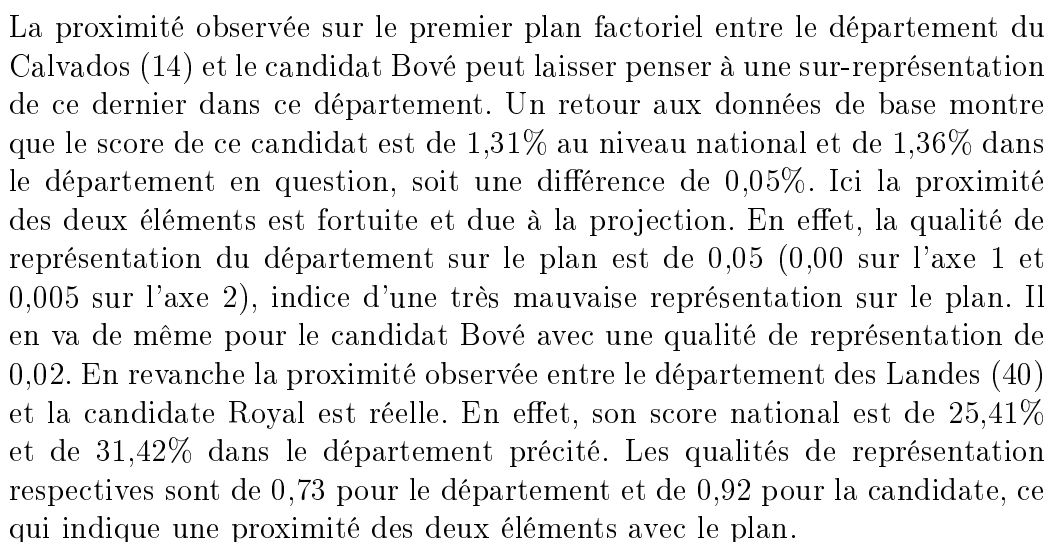 La proximité observée sur le premier plan factoriel entre le département du
Calvados (14) et le candidat Bové peut laisser penser à une sur-représentation
de ce dernier dans ce département. Un retour aux données de base montre
que le score de ce candidat est de 1,31% au niveau national et de 1,36% dans
le département en question, soit une différence de 0,05%. Ici la proximité
des deux éléments est fortuite et due à la projection. En effet, la qualité de
représentation du département sur le plan est de 0,05 (0,00 sur l'axe 1 et
0,005 sur l'axe 2), indice d'une très mauvaise représentation sur le plan. Il
en va de même pour le candidat Bové avec une qualité de représentation de
0,02. En revanche la proximité observée entre le département des Landes (40)
et la candidate Royal est réelle. En effet, son score national est de 25,41%
et de 31,42% dans le département précité. Les qualités de représentation
respectives sont de 0,73 pour le département et de 0,92 pour la candidate, ce
qui indique une proximité des deux éléments avec le plan.